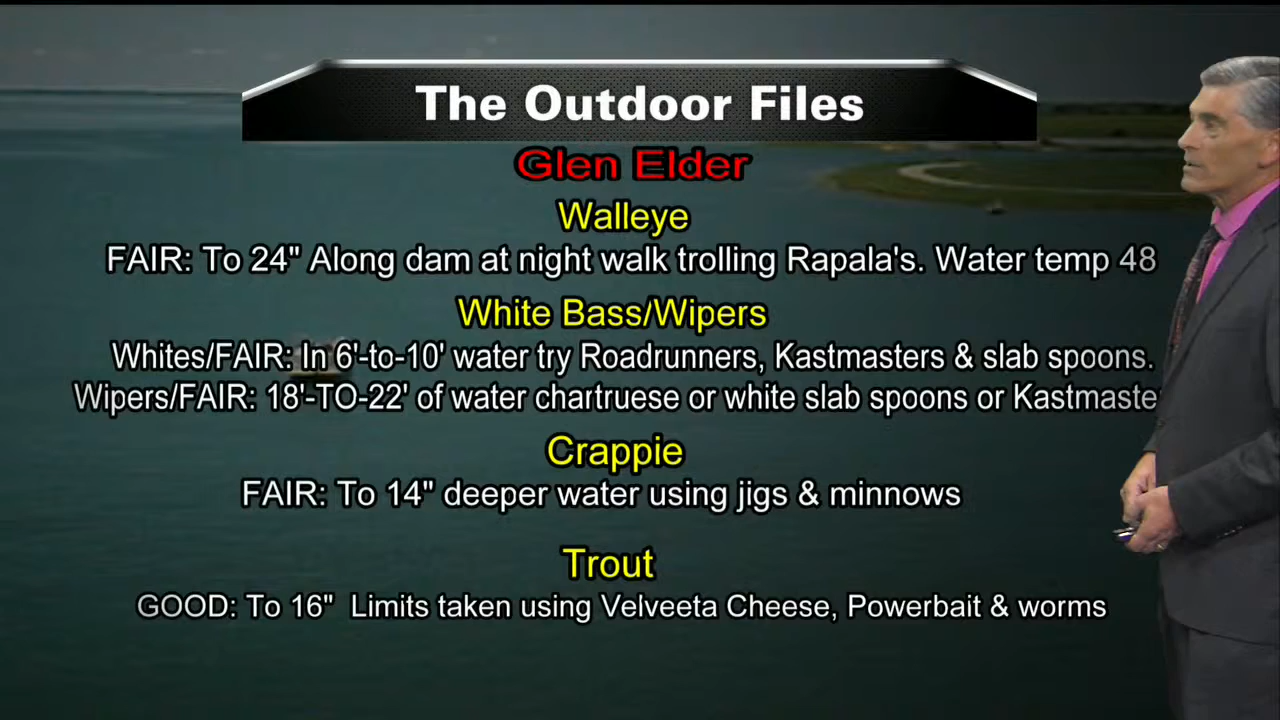 The Outdoor Files
Glen Elder
Walleye
FAIR: To 24" Along dam at night walk trolling Rapala's. Water temp 48
White Bass/Wipers
Whites/FAIR: In 6'-to-10' water try Roadrunners, Kastmasters & slab spoons.
Wipers/FAIR: 18'-TO-22' of water chartruese or white slab spoons or Kastmaste
Crappie
FAIR: To 14" deeper water using jigs & minnows
Trout
GOOD: To 16" Limits taken using Velveeta Cheese, Powerbait & worms